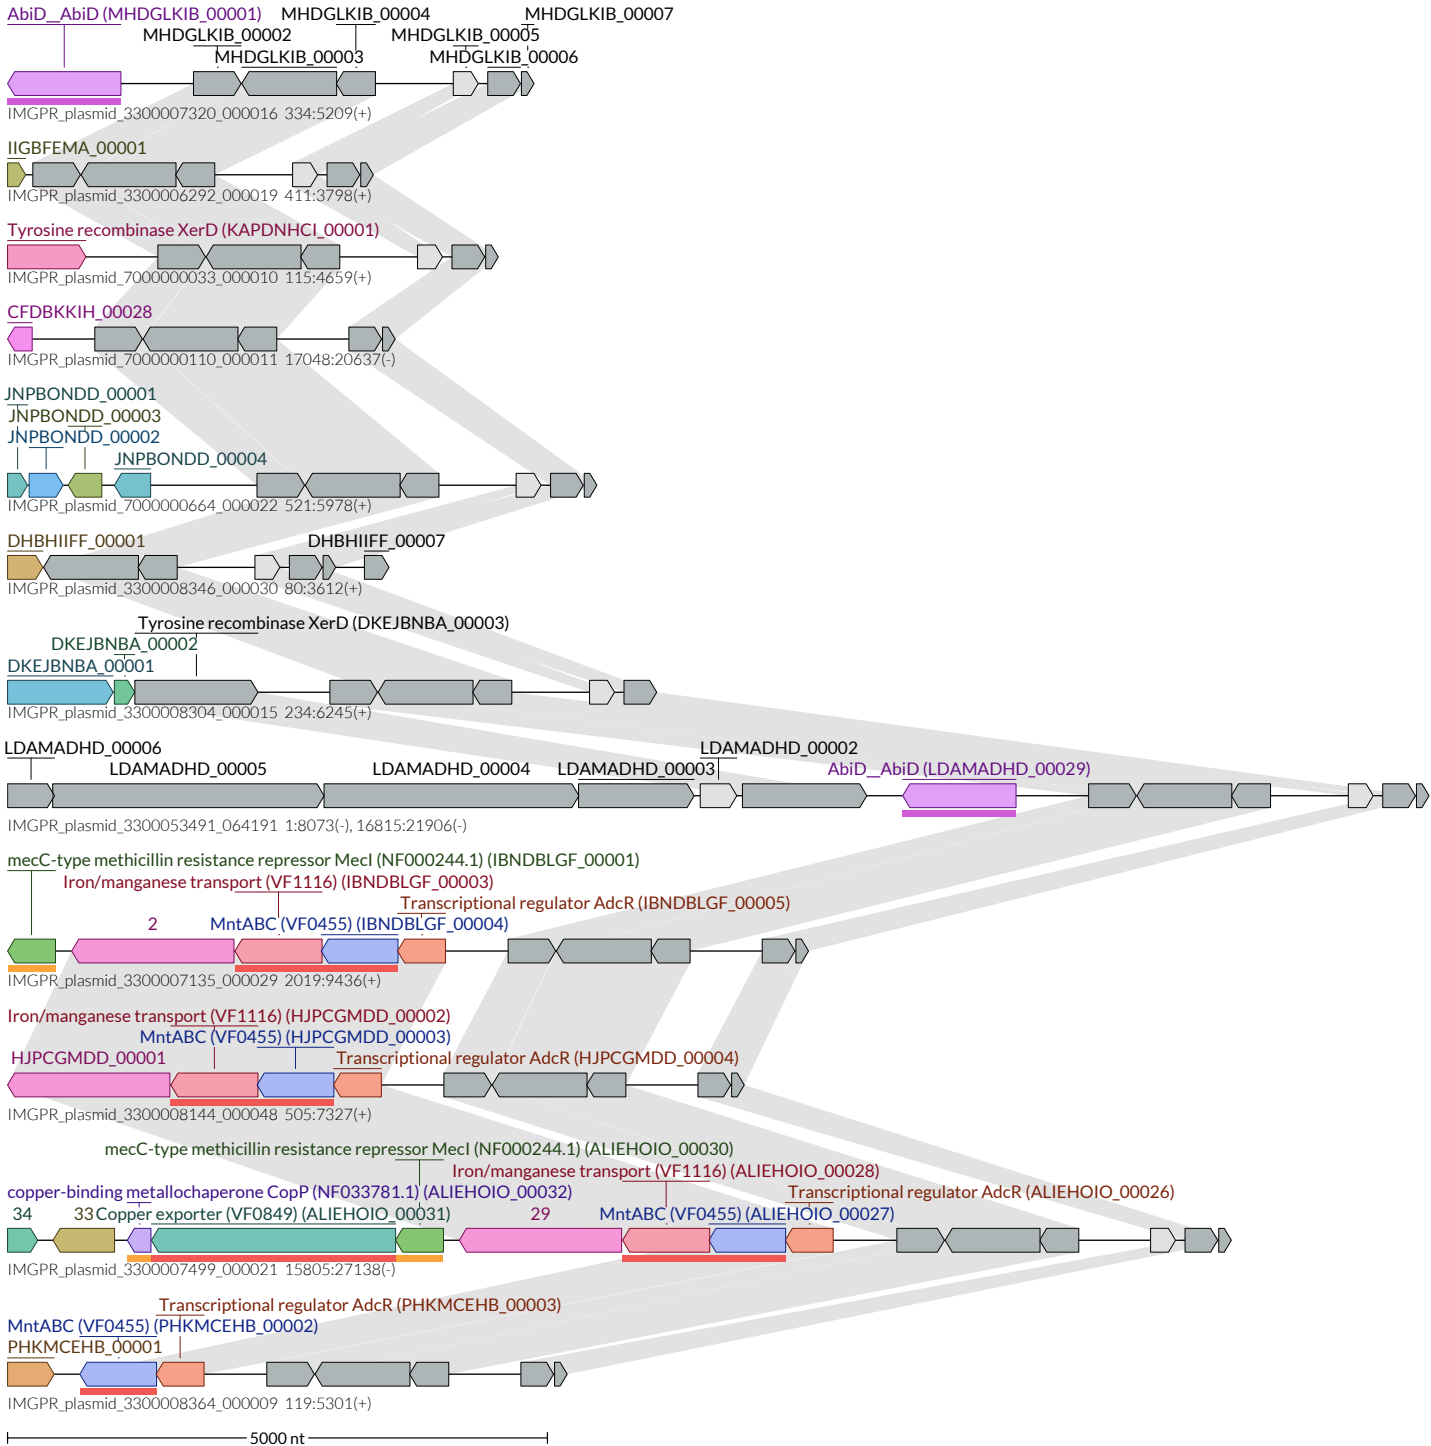 AbiD__AbiD (MHDGLKIB_00001) MHDGLKIB_00004 MHDGLKIB_00007
MHDGLKIB_00002 MHDGLKIB_00005
MHDGLKIB_00003 MHDGLKIB_00006
IMGPR_plasmid_3300007320_000016 334:5209(+)
IIGBFEMA_00001
IMGPR_plasmid_3300006292_000019 411:3798(+)
Tyrosine recombinase XerD (KAPDNHCI_00001)
IMGPR_plasmid_7000000033_000010 115:4659(+)
CFDBKKIH_00028
IMGPR_plasmid_7000000110_000011 17048:20637(-)
JNPBONDD_00001
JNPBONDD_00003
JNPBONDD_00002
JNPBONDD_00004
IMGPR_plasmid_7000000664_000022 521:5978(+)
DHBHIIFF_00001 DHBHIIFF_00007
IMGPR_plasmid_3300008346_000030 80:3612(+)
Tyrosine recombinase XerD (DKEJBNBA_00003)
DKEJBNBA_00002
DKEJBNBA_00001
IMGPR_plasmid_3300008304_000015 234:6245(+)
LDAMADHD_00006 LDAMADHD_00002
LDAMADHD_00005 LDAMADHD_00004 LDAMADHD_00003 AbiD__AbiD (LDAMADHD_00029)
IMGPR_plasmid_3300053491_064191 1:8073(-), 16815:21906(-)
mecC-type methicillin resistance repressor MecI (NF000244.1) (IBNDBLGF_00001)
Iron/manganese transport (VF1116) (IBNDBLGF_00003)
Transcriptional regulator AdcR (IBNDBLGF_00005)
2 MntABC (VF0455) (IBNDBLGF_00004)
IMGPR_plasmid_3300007135_000029 2019:9436(+)
Iron/manganese transport (VF1116) (HJPCGMDD_00002)
MntABC (VF0455) (HJPCGMDD_00003)
HJPCGMDD_00001 Transcriptional regulator AdcR (HJPCGMDD_00004)
IMGPR_plasmid_3300008144_000048 505:7327(+)
mecC-type methicillin resistance repressor MecI (NF000244.1) (ALIEHOIO_00030)
Iron/manganese transport (VF1116) (ALIEHOIO_00028)
copper-binding metallochaperone CopP (NF033781.1) (ALIEHOIO_00032) Transcriptional regulator AdcR (ALIEHOIO_00026)
34 33 Copper exporter (VF0849) (ALIEHOIO_00031) 29 MntABC (VF0455) (ALIEHOIO_00027)
IMGPR_plasmid_3300007499_000021 15805:27138(-)
Transcriptional regulator AdcR (PHKMCEHB_00003)
MntABC (VF0455) (PHKMCEHB_00002)
PHKMCEHB_00001
IMGPR_plasmid_3300008364_000009 119:5301(+)
5000 nt